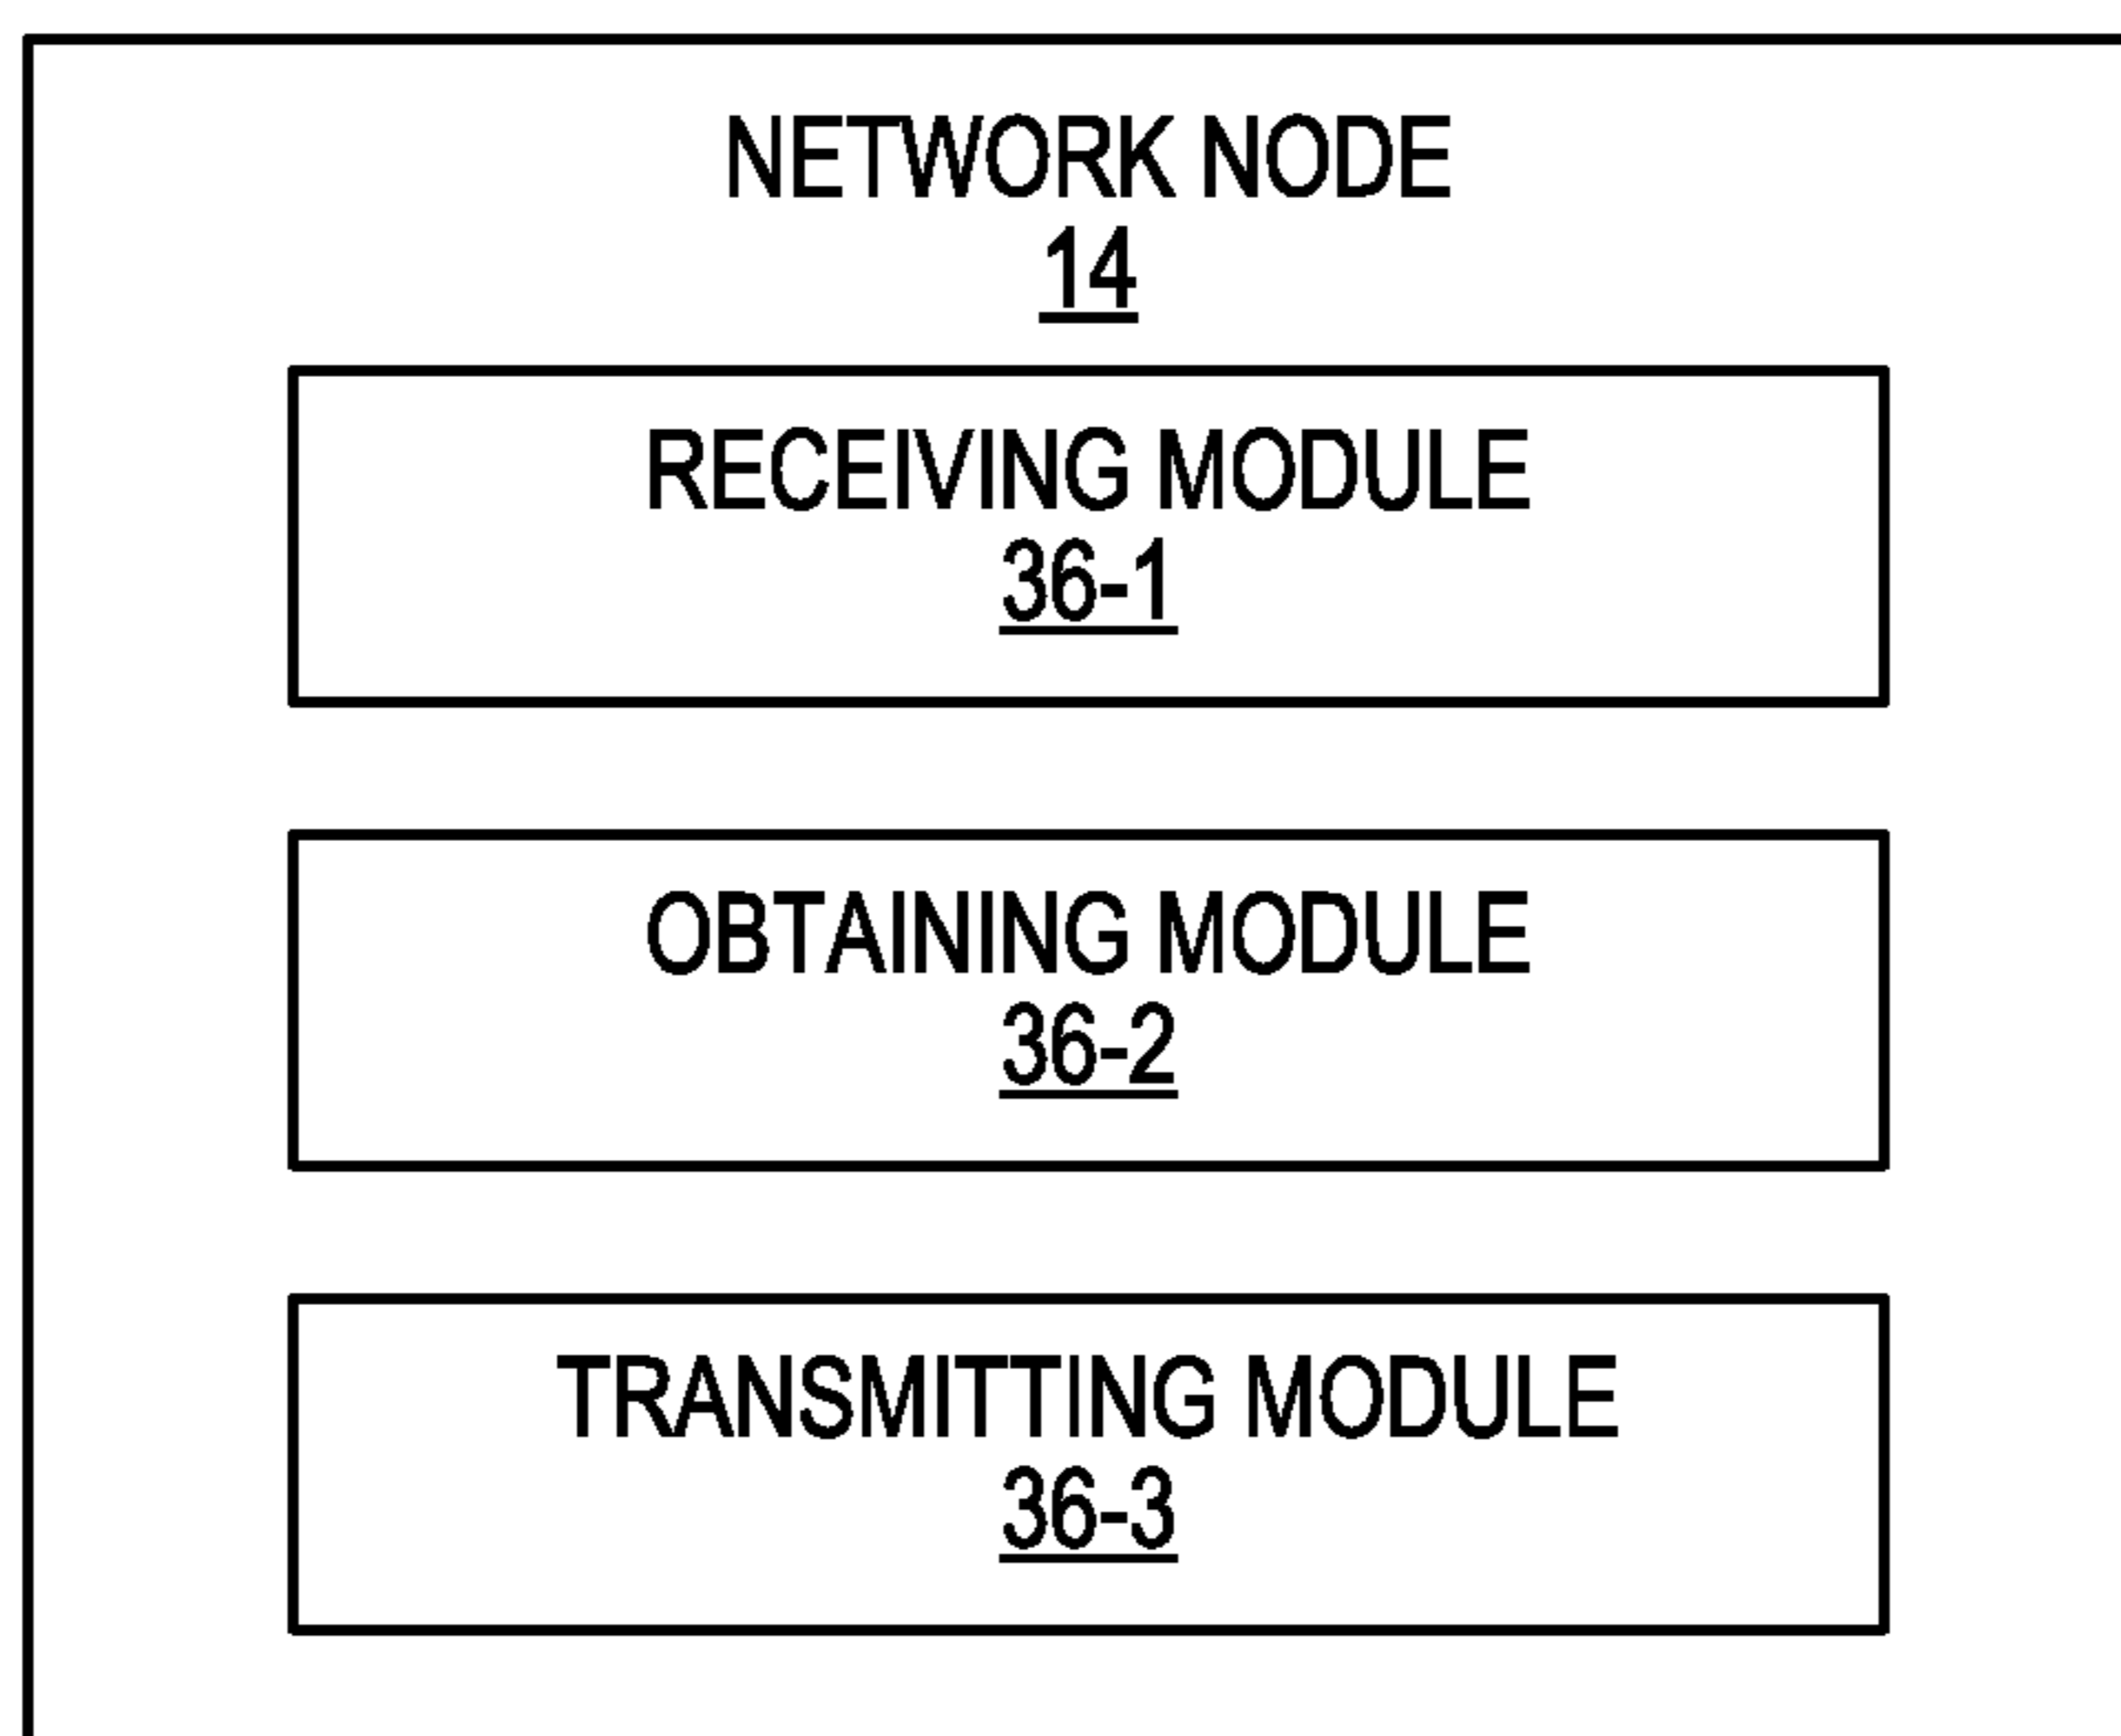 NETWORK NODE
14
RECEIVING MODULE
36-1
OBTAINING MODULE
36-2
TRANSMITTING MODULE
36-3